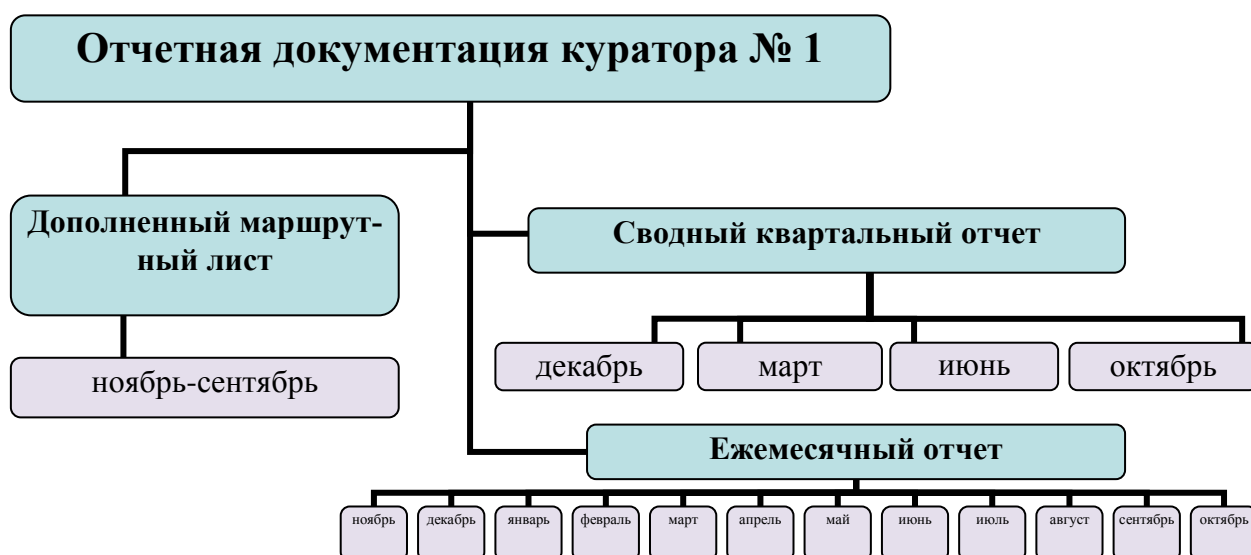 Отчетная документация куратора № 1
Дополненный маршрут-
ный лист
ноябрь-сентябрь
Сводный квартальный отчет
декабрь
март
июнь
октябрь
Ежемесячный отчет
ноябрь
декабрь
январь
февраль
март
апрель
май
июнь
июль
август
сентябрь
октябрь